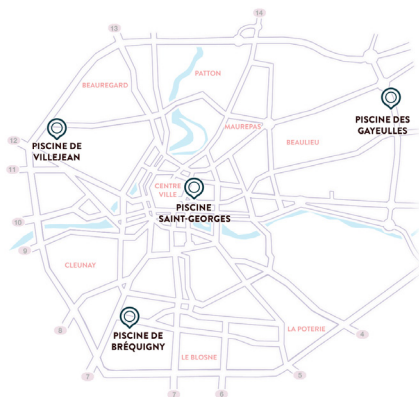 14
13
PATTON
BEAUREGARD
PISCINE DES
GAYEULLES
MAUREPAS
BEAULIEU
12
PISCINE DE
VILLEJEAN
11
CENTRE
VILLE
PISCINE
SAINT-GEORGES
10
9
CLEUNAY
8
PISCINE DE
BRÉQUIGNY
LA POTERIE
4
LE BLOSNE
7
5
7
6